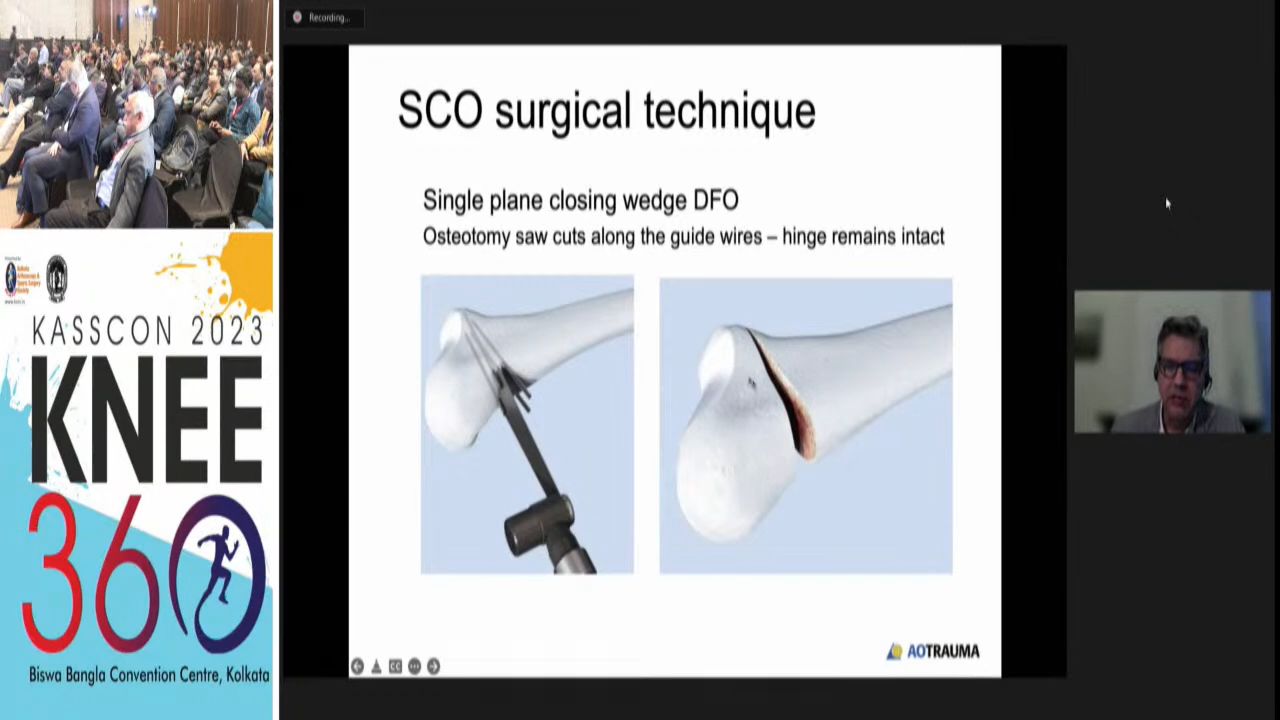 Recording...
SCO surgical technique
Single plane closing wedge DFO
Osteotomy saw cuts along the guide wires – hinge remains intact
AOTRAUMA
KASSCON 2023
KNEE
360
Biswa Bangla Convention Centre, Kolkata